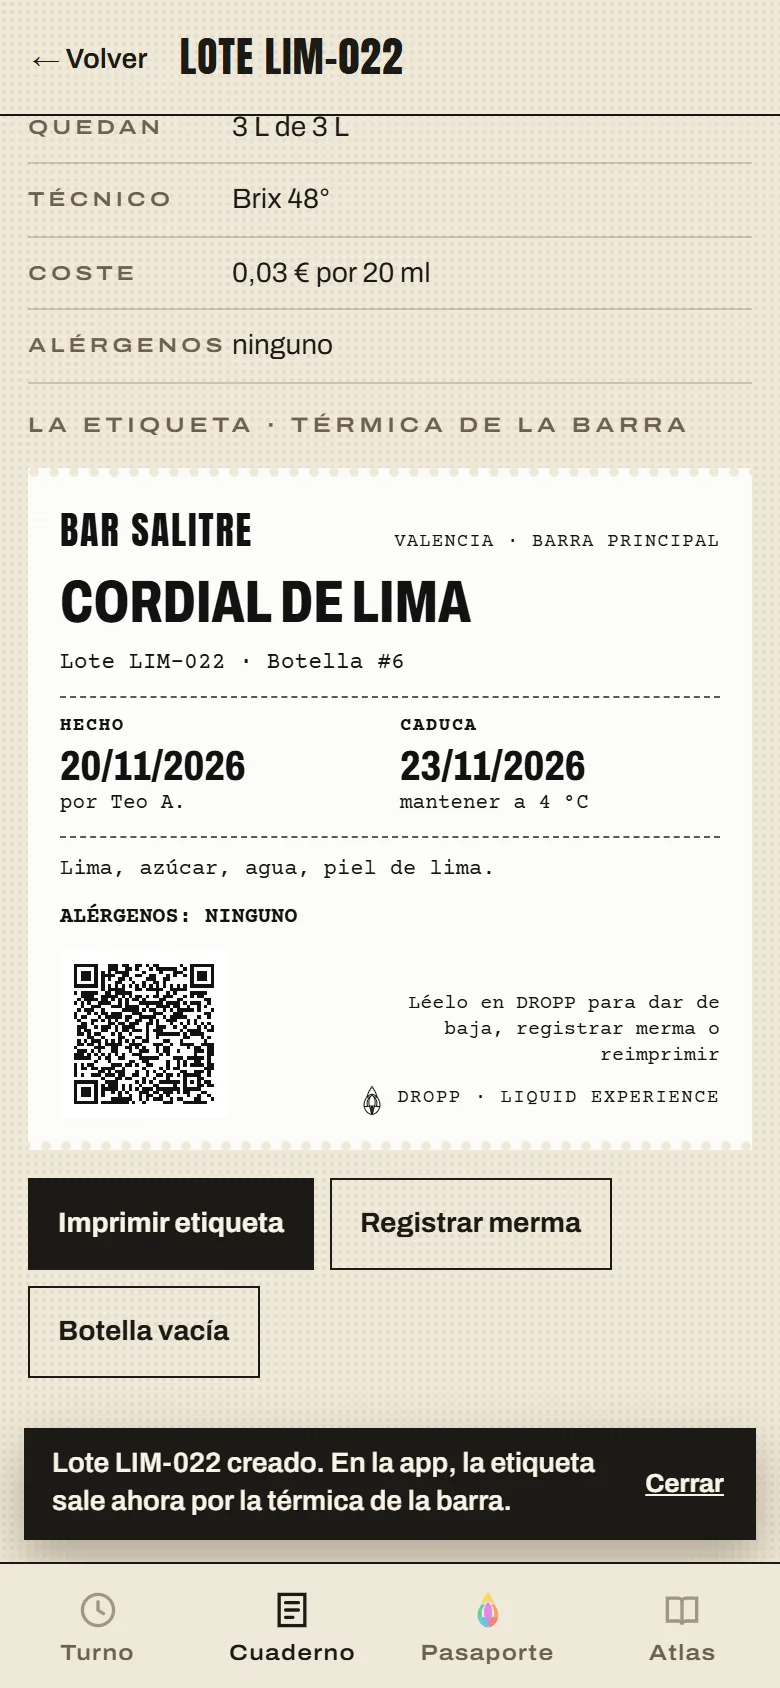 ← Volver LOTE LIM-022
QUEDAN 3 L de 3 L
TÉCNICO Brix 48°
COSTE 0,03 € por 20 ml
ALÉRGENOS ninguno
LA ETIQUETA · TÉRMICA DE LA BARRA
BAR SALITRE VALENCIA · BARRA PRINCIPAL
CORDIAL DE LIMA
Lote LIM-022 · Botella #6
HECHO CADUCA
20/11/2026 23/11/2026
por Teo A. mantener a 4 °C
Lima, azúcar, agua, piel de lima.
ALÉRGENOS: NINGUNO
Léelo en DROPP para dar de
baja, registrar merma o
reimprimir
DROPP · LIQUID EXPERIENCE
Imprimir etiqueta Registrar merma
Botella vacía
Lote LIM-022 creado. En la app, la etiqueta
sale ahora por la térmica de la barra.
Cerrar
Turno Cuaderno Pasaporte Atlas